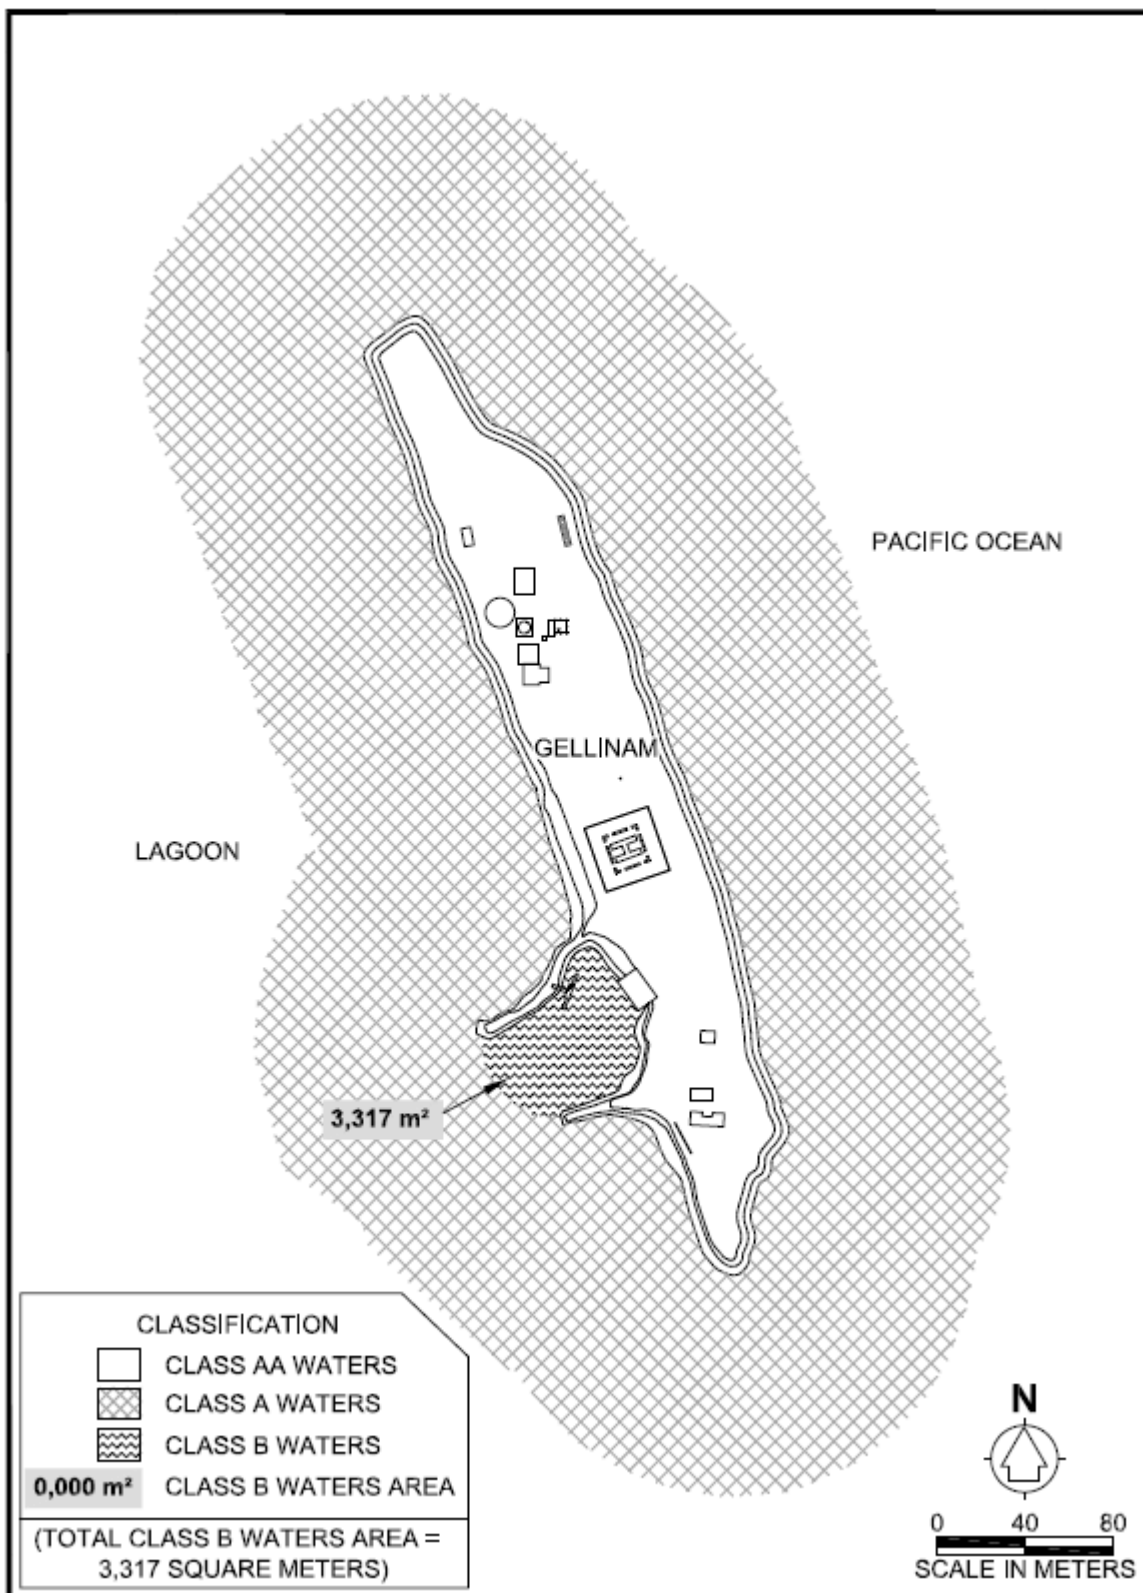 PACIFIC OCEAN
GELLINAM
LAGOON
3,317 m²
CLASSIFICATION
CLASS AA WATERS
CLASS A WATERS
CLASS B WATERS
0,000 m² CLASS B WATERS AREA
(TOTAL CLASS B WATERS AREA =
3,317 SQUARE METERS)
N
0 40 80
SCALE IN METERS